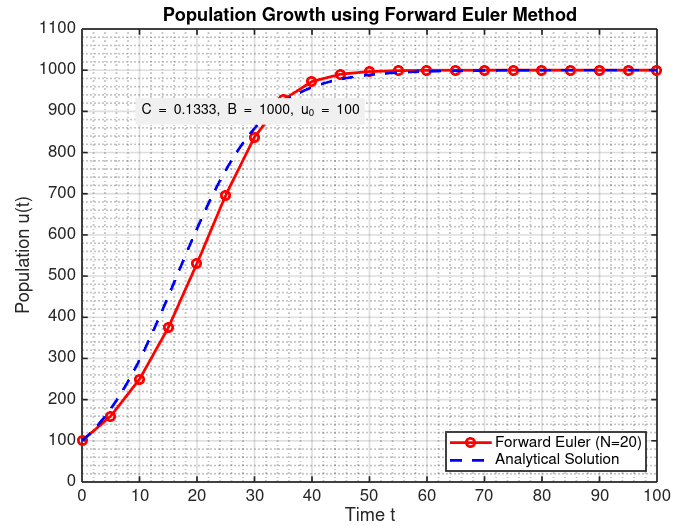 Population Growth using Forward Euler Method
1100
1000
900
800
700
600
500
400
300
200
100
0
Population u(t)
C = 0.1333, B = 1000, u₀ = 100
Forward Euler (N=20)
Analytical Solution
0 10 20 30 40 50 60 70 80 90 100
Time t